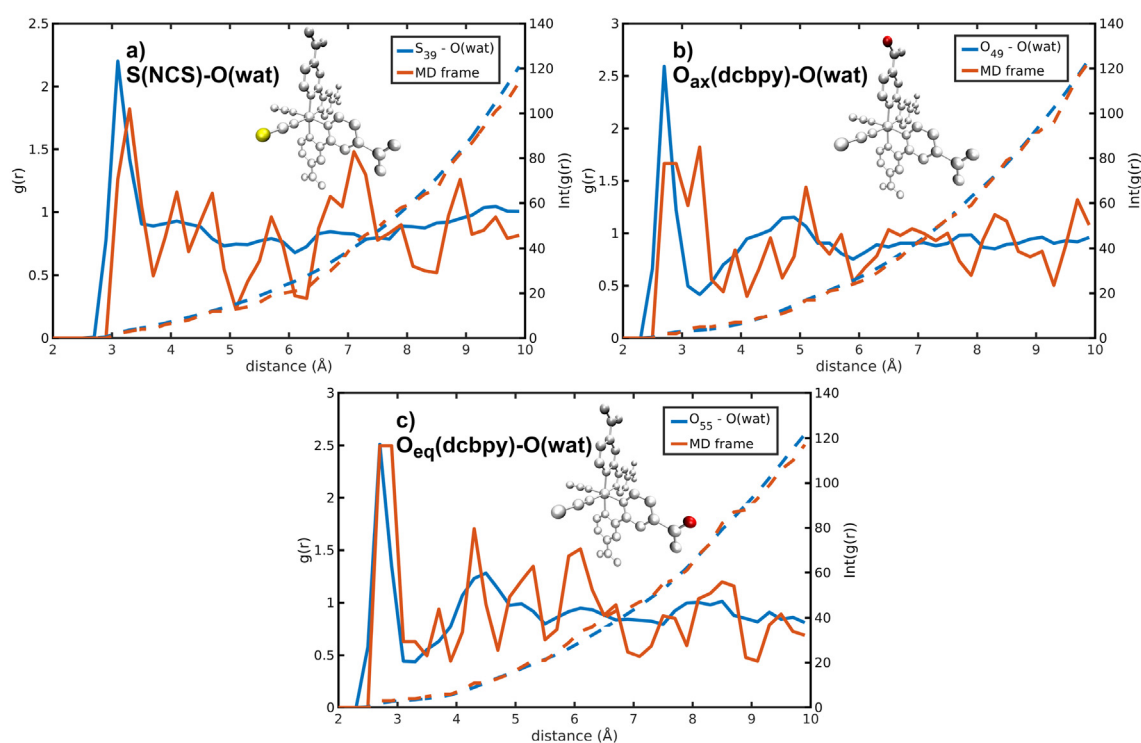 a)
S(NCS)-O(wat)
S39 - O(wat)
MD frame
g(r)
Int(g(r))
distance (Å)
0 0.5 1 1.5 2 2.5
0 20 40 60 80 100 120 140
2 3 4 5 6 7 8 9 10
b)
Oax(dcbpy)-O(wat)
O49 - O(wat)
MD frame
g(r)
Int(g(r))
distance (Å)
0 0.5 1 1.5 2 2.5 3
0 20 40 60 80 100 120 140
2 3 4 5 6 7 8 9 10
c)
Oeq(dcbpy)-O(wat)
O55 - O(wat)
MD frame
g(r)
Int(g(r))
distance (Å)
0 0.5 1 1.5 2 2.5 3
0 20 40 60 80 100 120 140
2 3 4 5 6 7 8 9 10